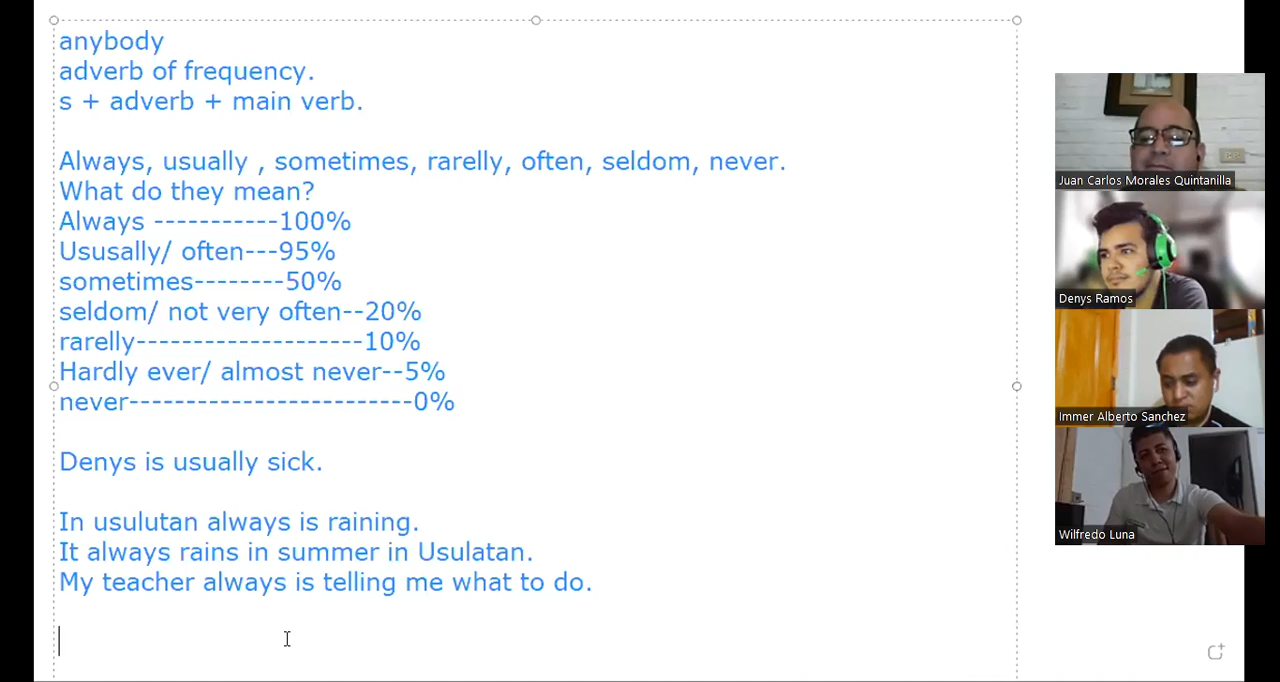 anybody
adverb of frequency.
s + adverb + main verb.
Always, usually , sometimes, rarelly, often, seldom, never.
What do they mean?
Always -----------100%
Ususally/ often---95%
sometimes--------50%
seldom/ not very often--20%
rarelly-------------------10%
Hardly ever/ almost never--5%
never------------------------0%
Denys is usually sick.
In usulutan always is raining.
It always rains in summer in Usulatan.
My teacher always is telling me what to do.
Juan Carlos Morales Quintanilla
Denys Ramos
Immer Alberto Sanchez
Wilfredo Luna